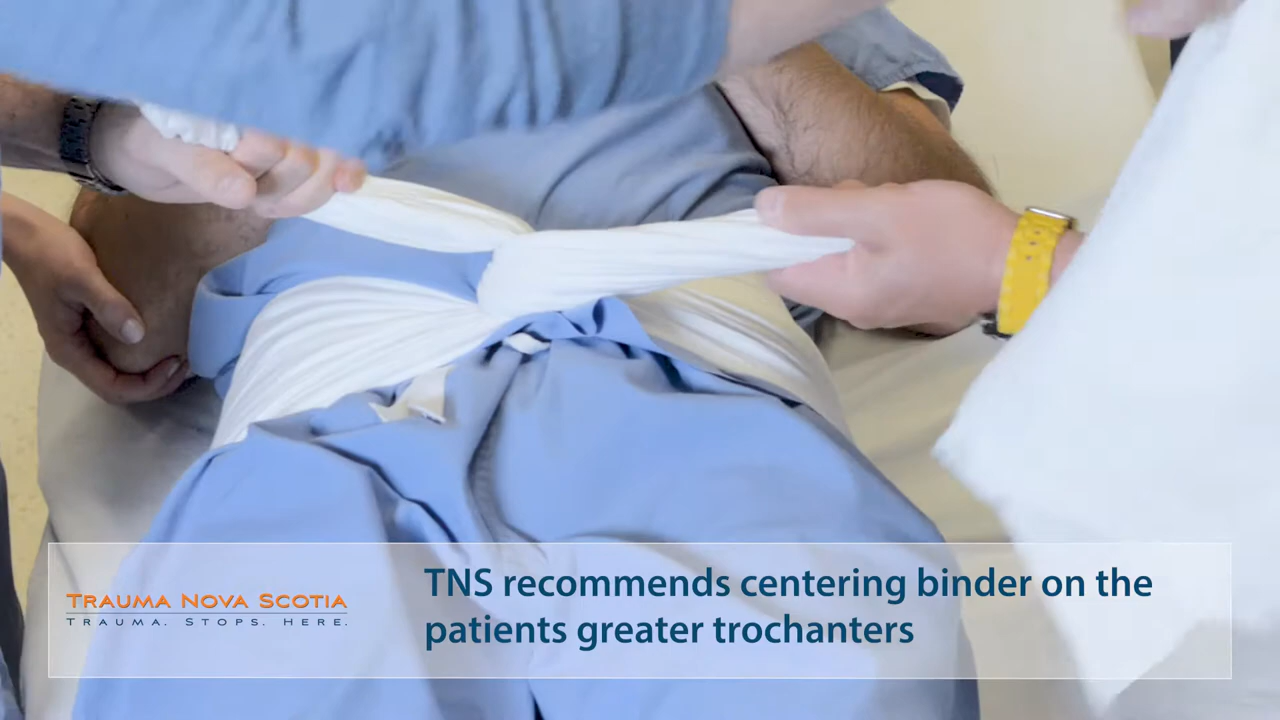 TRAUMA NOVA SCOTIA
TRAUMA. STOPS. HERE.
TNS recommends centering binder on the
patients greater trochanters